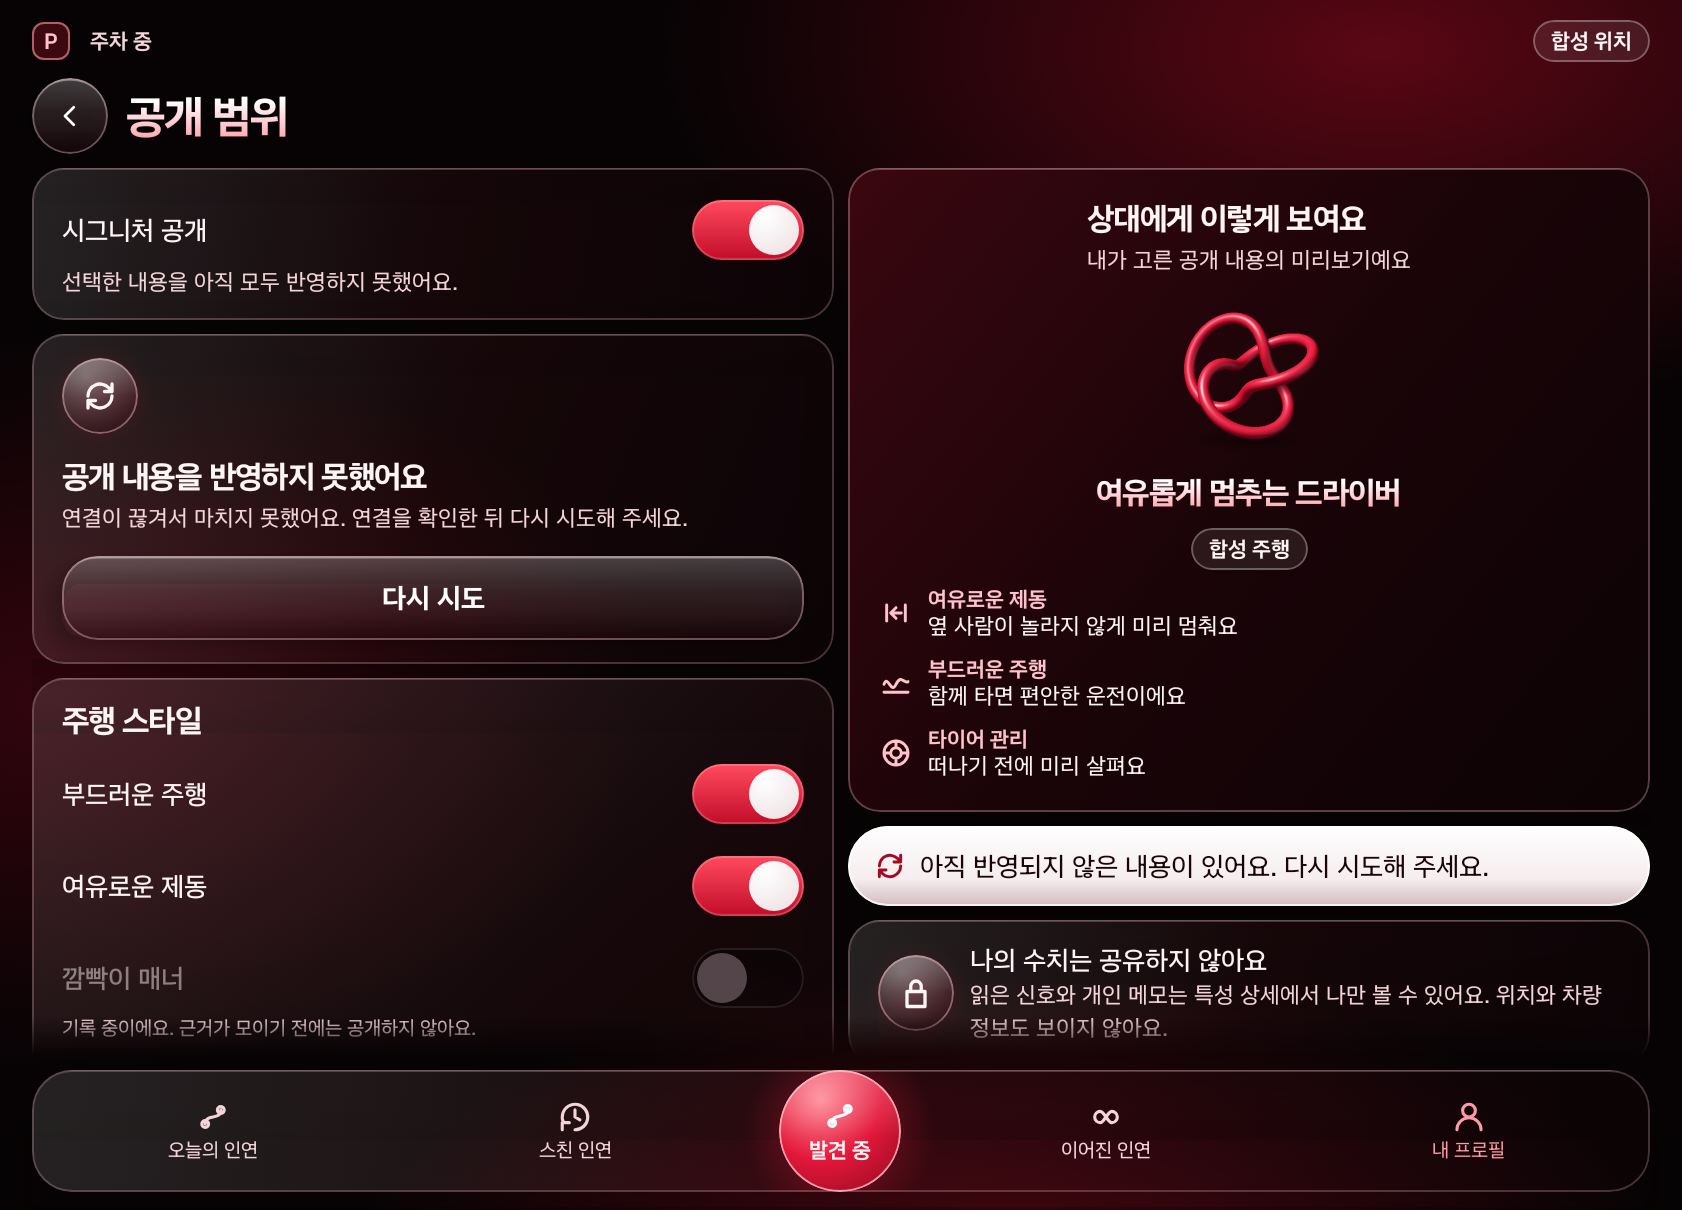 P 주차 중
합성 위치
공개 범위
시그니처 공개
선택한 내용을 아직 모두 반영하지 못했어요.
공개 내용을 반영하지 못했어요
연결이 끊겨서 마치지 못했어요. 연결을 확인한 뒤 다시 시도해 주세요.
다시 시도
주행 스타일
부드러운 주행
여유로운 제동
깜빡이 매너
기록 중이에요. 근거가 모이기 전에는 공개하지 않아요.
상대에게 이렇게 보여요
내가 고른 공개 내용의 미리보기예요
여유롭게 멈추는 드라이버
합성 주행
여유로운 제동
옆 사람이 놀라지 않게 미리 멈춰요
부드러운 주행
함께 타면 편안한 운전이에요
타이어 관리
떠나기 전에 미리 살펴요
아직 반영되지 않은 내용이 있어요. 다시 시도해 주세요.
나의 수치는 공유하지 않아요
읽은 신호와 개인 메모는 특성 상세에서 나만 볼 수 있어요. 위치와 차량
정보도 보이지 않아요.
오늘의 인연
스친 인연
발견 중
이어진 인연
내 프로필